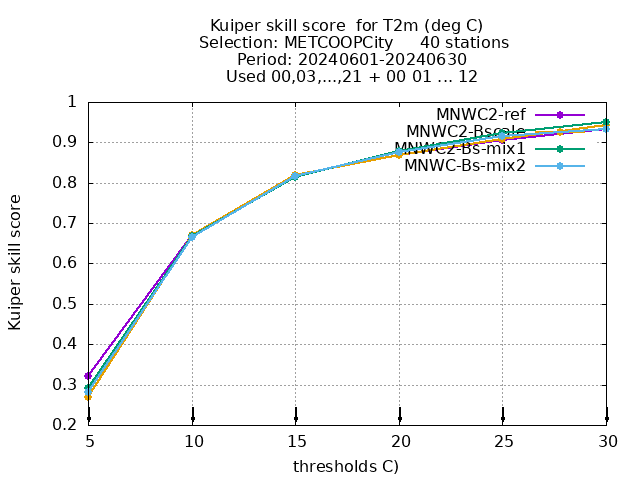 Kuiper skill score  for T2m (deg C)
Selection: METCOOPCity     40 stations
Period: 20240601-20240630
Used 00,03,...,21 + 00 01 ... 12
1
0.9
0.8
0.7
0.6
0.5
0.4
0.3
0.2
Kuiper skill score
MNWC2-ref
MNWC2-Bscale
MNWC2-Bs-mix1
MNWC-Bs-mix2
5
10
15
20
25
30
thresholds C)